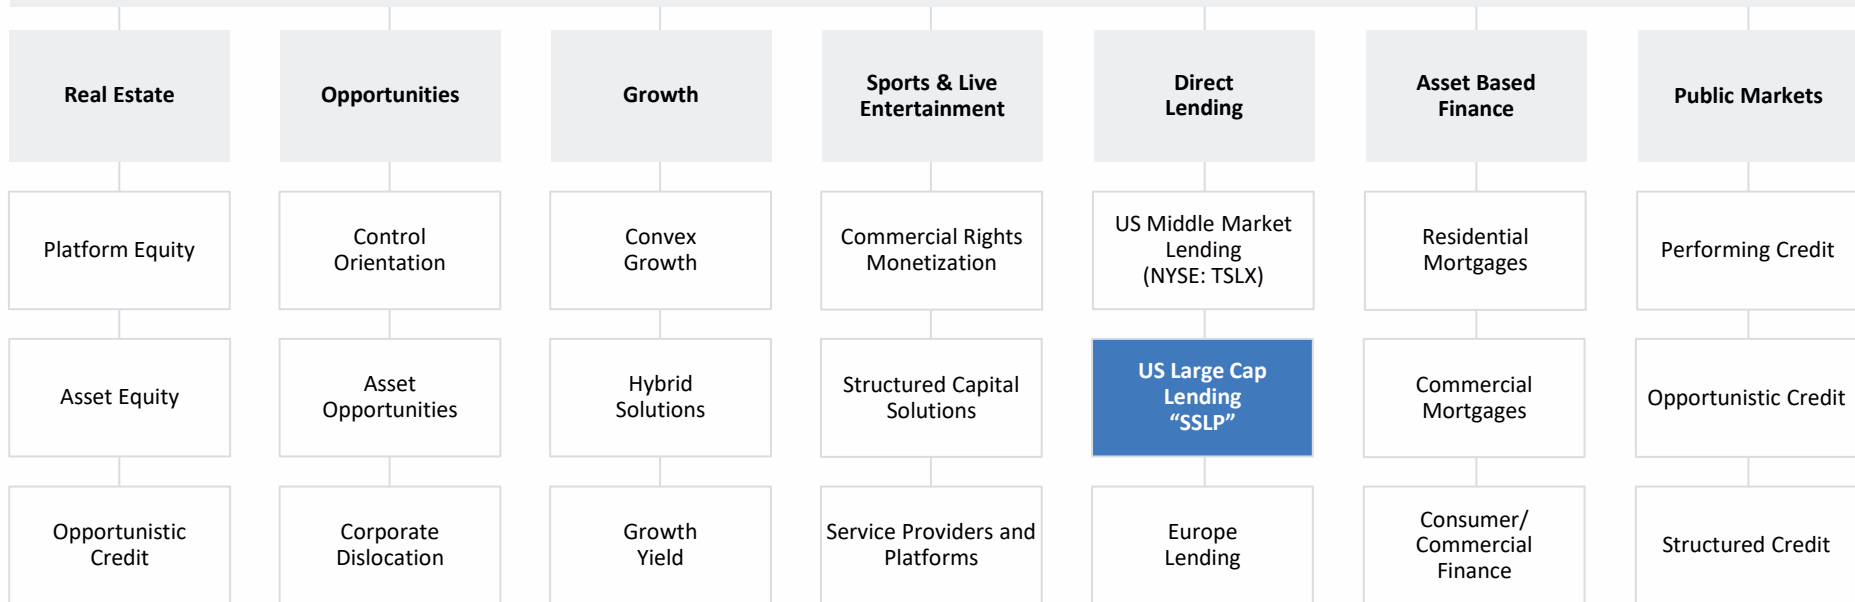 Real Estate
Opportunities
Growth
Sports & Live
Entertainment
Direct
Lending
Asset Based
Finance
Public Markets
Platform Equity
Control
Orientation
Convex
Growth
Commercial Rights
Monetization
US Middle Market
Lending
(NYSE: TSLX)
Residential
Mortgages
Performing Credit
Asset Equity
Asset
Opportunities
Hybrid
Solutions
Structured Capital
Solutions
US Large Cap
Lending
“SSLP”
Commercial
Mortgages
Opportunistic Credit
Opportunistic
Credit
Corporate
Dislocation
Growth
Yield
Service Providers and
Platforms
Europe
Lending
Consumer/
Commercial
Finance
Structured Credit